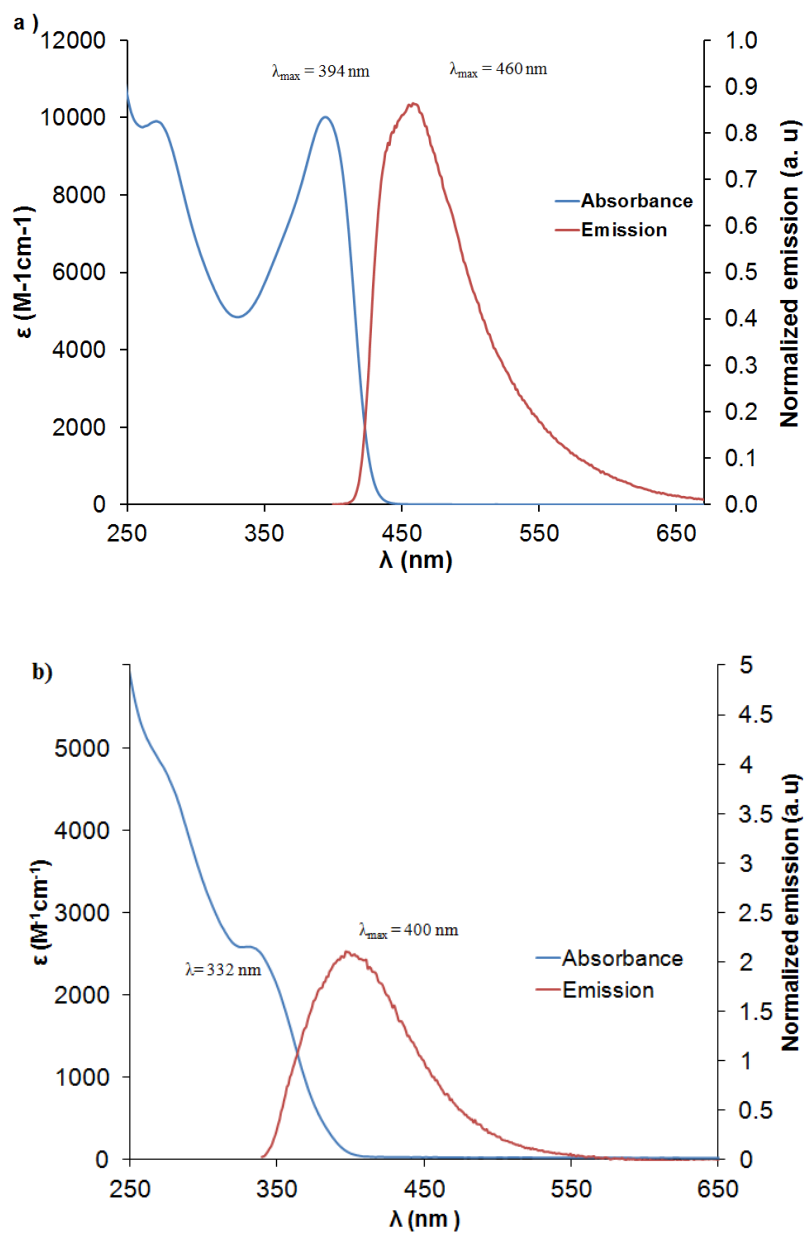 a )
λmax = 394 nm
λmax = 460 nm
12000
10000
8000
6000
4000
2000
0
ε (M-1cm-1)
1.0
0.9
0.8
0.7
0.6
0.5
0.4
0.3
0.2
0.1
0.0
Normalized emission (a. u)
Absorbance
Emission
250
350
450
550
650
λ (nm)
b)
5000
4000
3000
2000
1000
0
ε (M-1cm-1)
5
4.5
4
3.5
3
2.5
2
1.5
1
0.5
0
Normalized emission (a. u)
λmax = 400 nm
λ= 332 nm
Absorbance
Emission
250
350
450
550
650
λ (nm )